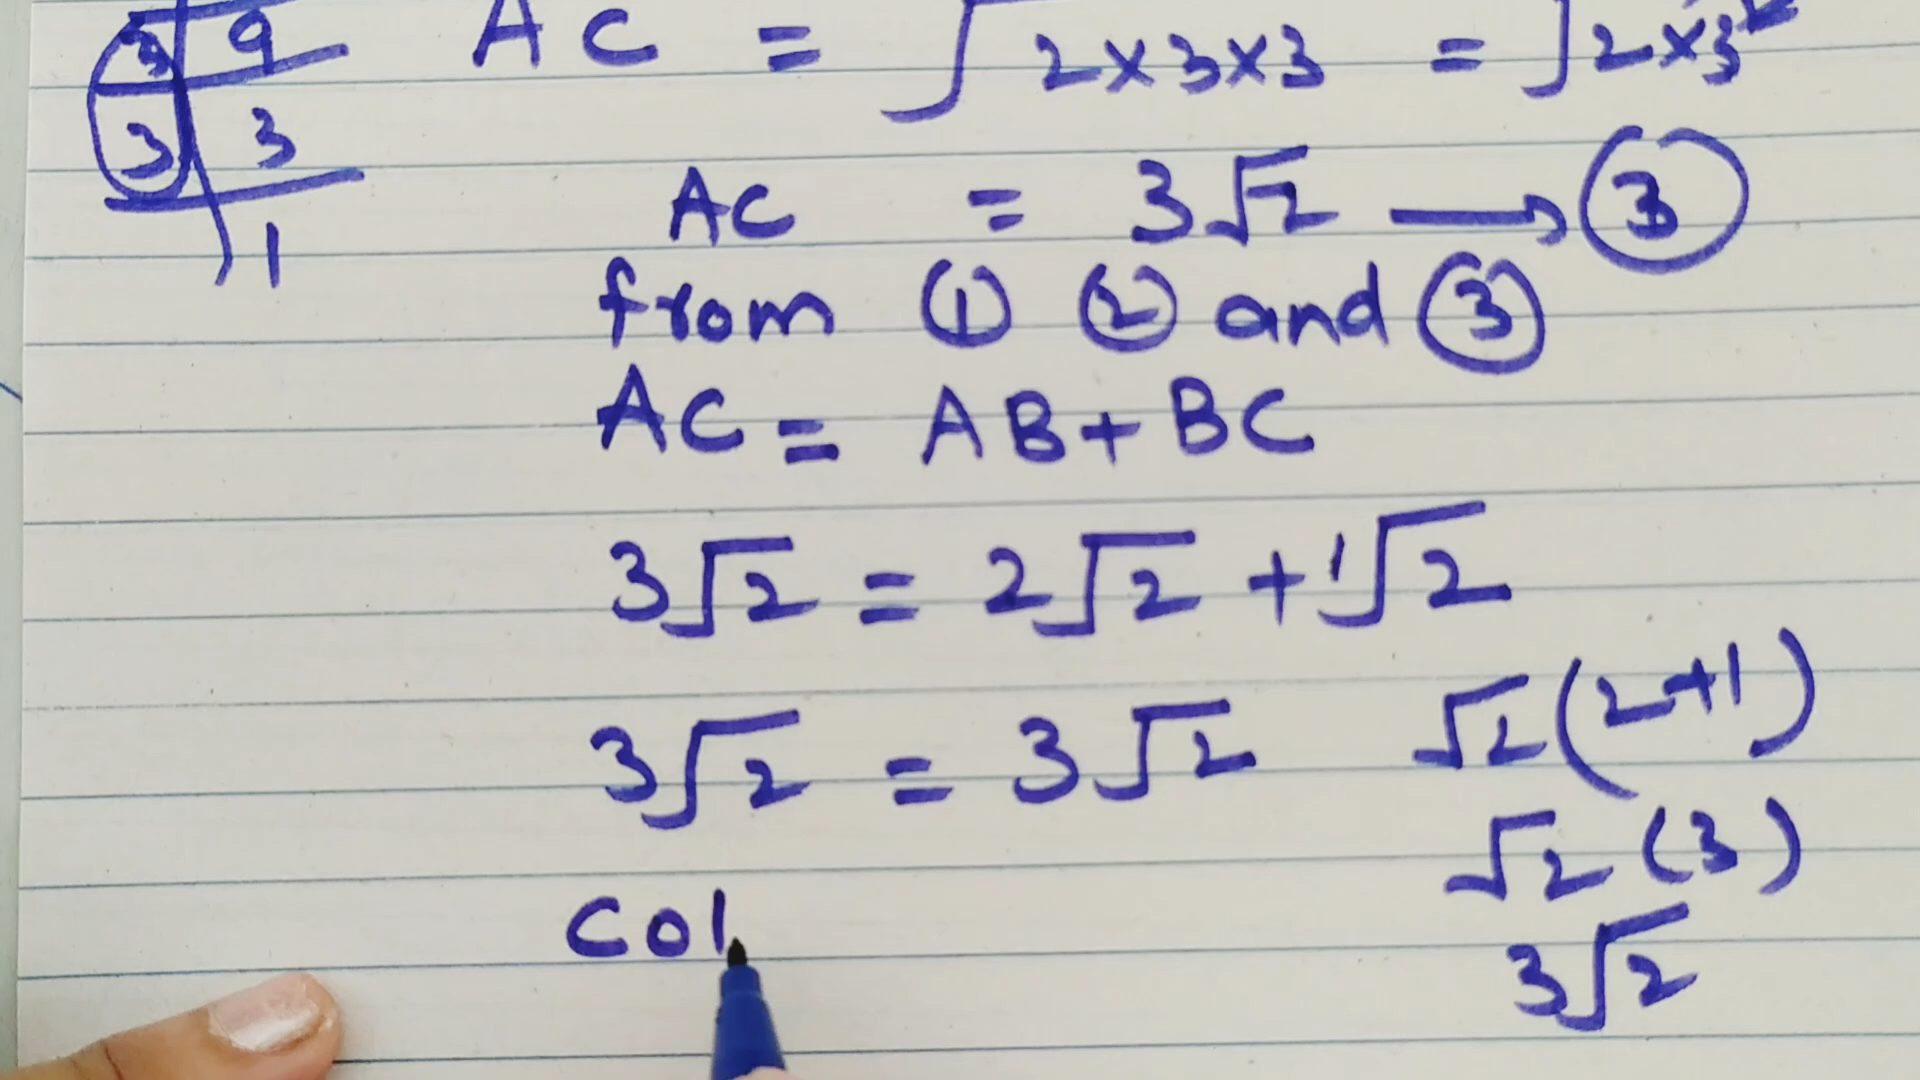 3 | 9
AC = √2×3×3 = √2×3²
3 | 3
1
AC = 3√2 → ③
from ① ② and ③
AC = AB + BC
3√2 = 2√2 + 1√2
3√2 = 3√2
√2(2+1)
√2(3)
3√2
Col